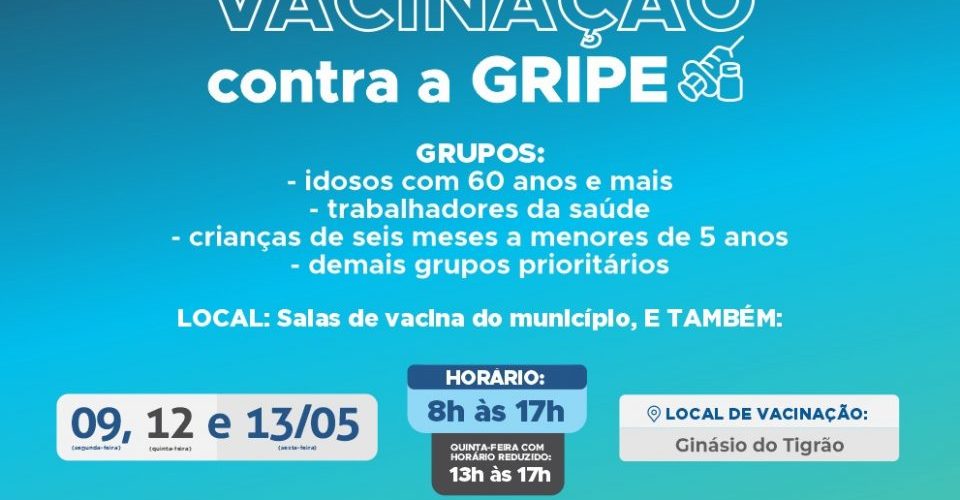 VACINAÇÃO
contra a GRIPE
GRUPOS:
- idosos com 60 anos e mais
- trabalhadores da saúde
- crianças de seis meses a menores de 5 anos
- demais grupos prioritários
LOCAL: Salas de vacina do município, E TAMBÉM:
09, 12 e 13/05
(segunda-feira) (quinta-feira) (sexta-feira)
HORÁRIO:
8h às 17h
QUINTA-FEIRA COM
HORÁRIO REDUZIDO:
13h às 17h
LOCAL DE VACINAÇÃO:
Ginásio do Tigrão